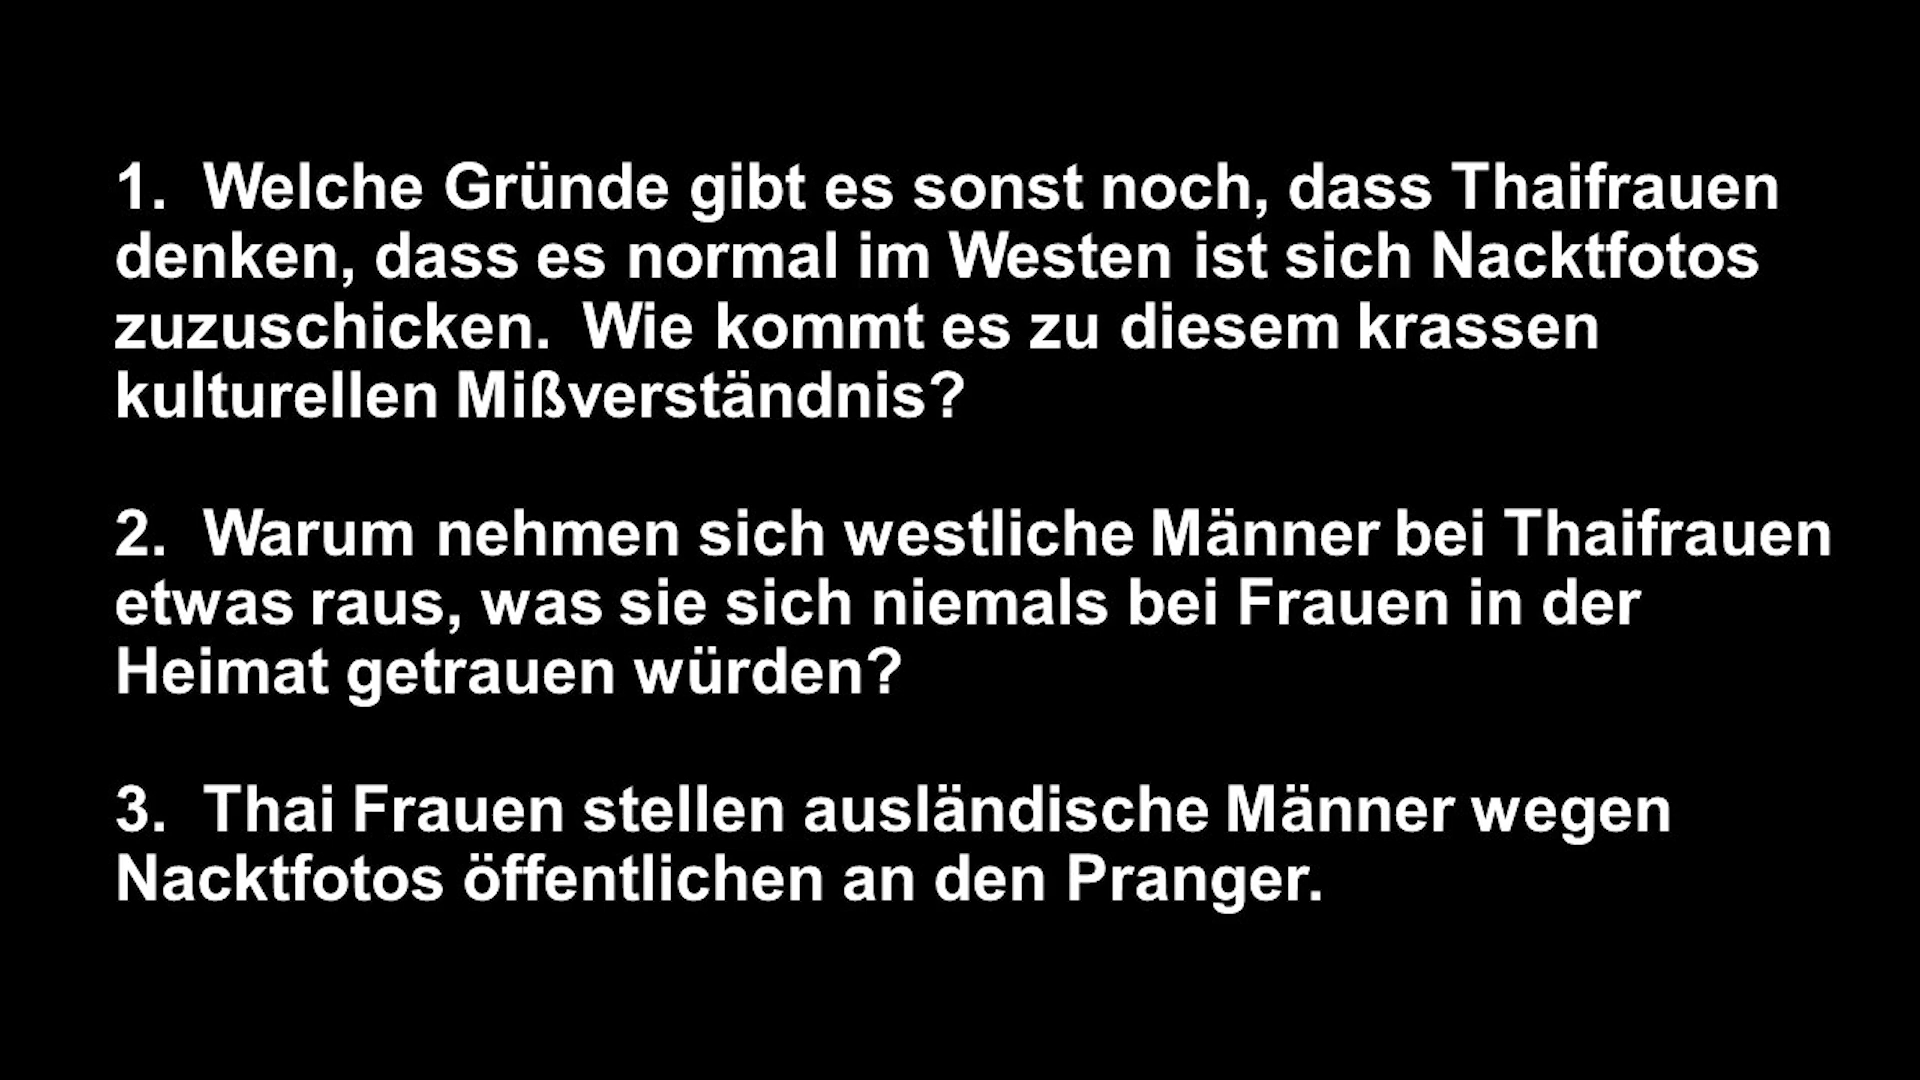 1. Welche Gründe gibt es sonst noch, dass Thaifrauen
denken, dass es normal im Westen ist sich Nacktfotos
zuzuschicken. Wie kommt es zu diesem krassen
kulturellen Mißverständnis?
2. Warum nehmen sich westliche Männer bei Thaifrauen
etwas raus, was sie sich niemals bei Frauen in der
Heimat getrauen würden?
3. Thai Frauen stellen ausländische Männer wegen
Nacktfotos öffentlichen an den Pranger.